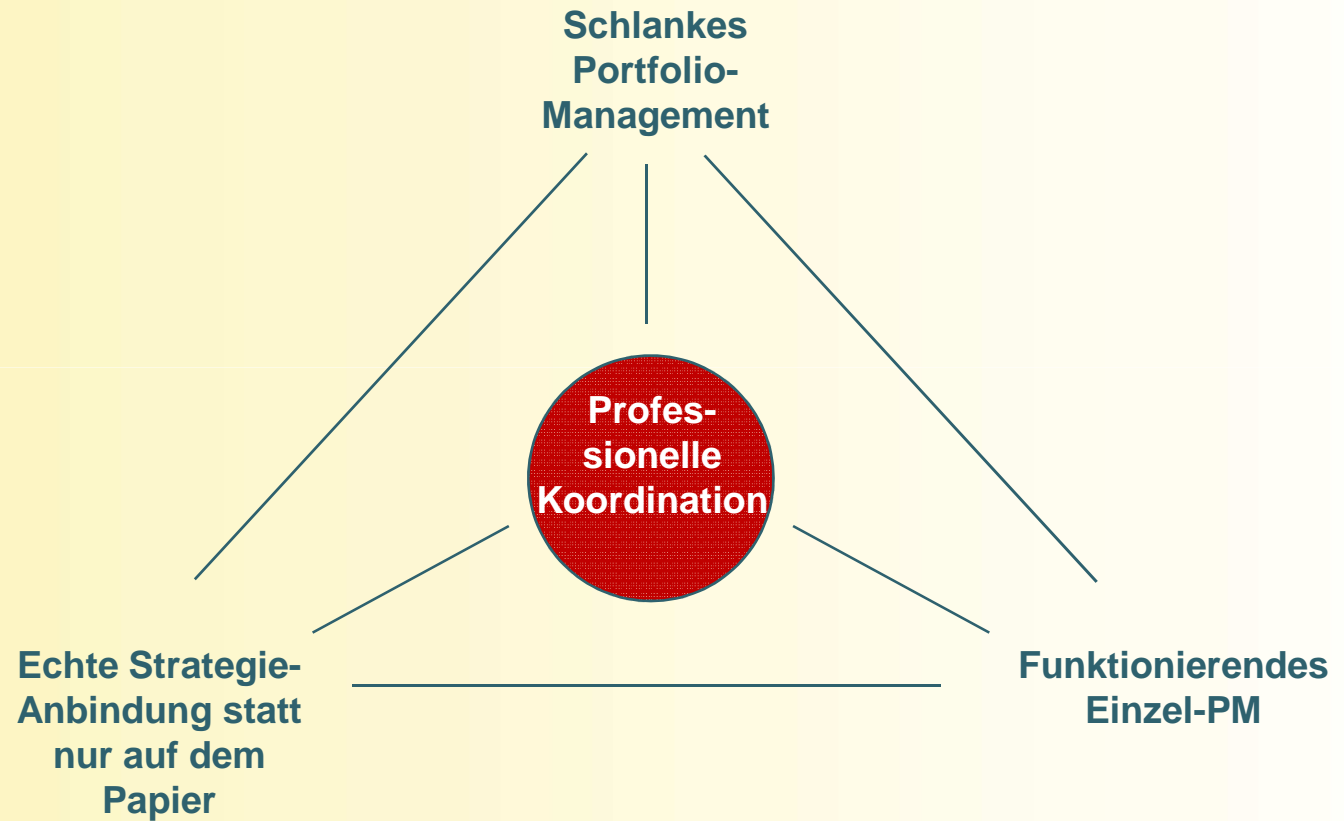 Schlankes
Portfolio-
Management
Profes-
sionelle
Koordination
Echte Strategie-
Anbindung statt
nur auf dem
Papier
Funktionierendes
Einzel-PM